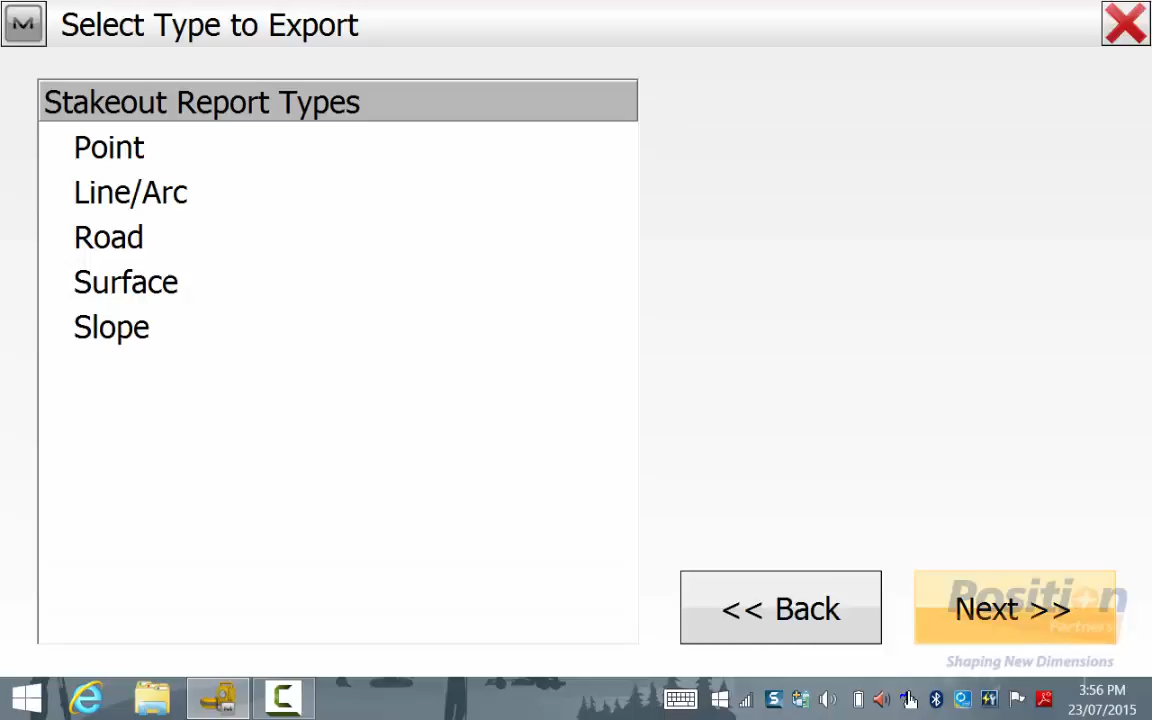 Select Type to Export
Stakeout Report Types
Point
Line/Arc
Road
Surface
Slope
<< Back
Next >>
Position
Partners
Shaping New Dimensions
3:56 PM
23/07/2015